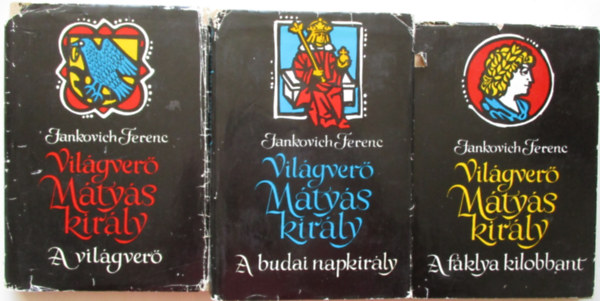 Jankovich Ferenc
Világverő
Mátyás
király
A világverő
Jankovich Ferenc
Világverő
Mátyás
király
A budai napkirály
Jankovich Ferenc
Világverő
Mátyás
király
A fáklya kilobbant